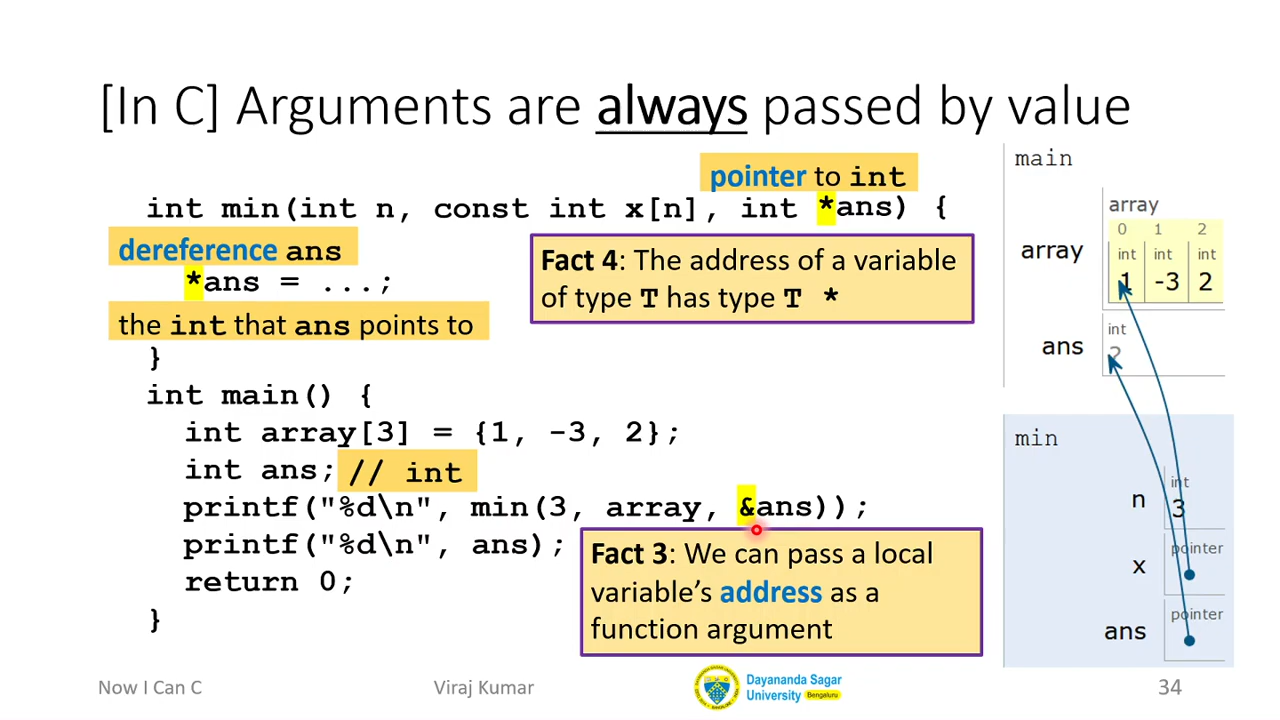 [In C] Arguments are always passed by value
pointer to int
int min(int n, const int x[n], int *ans) {
dereference ans
*ans = ...;
the int that ans points to
}
Fact 4: The address of a variable
of type T has type T *
int main() {
int array[3] = {1, -3, 2};
int ans; // int
printf("%d\n", min(3, array, &ans));
printf("%d\n", ans);
return 0;
}
Fact 3: We can pass a local
variable's address as a
function argument
main
array
0 1 2
array
int int int
1 -3 2
int
ans
?
min
int
n
3
pointer
x
pointer
ans
Now I Can C
Viraj Kumar
Dayananda Sagar
University Bengaluru
34